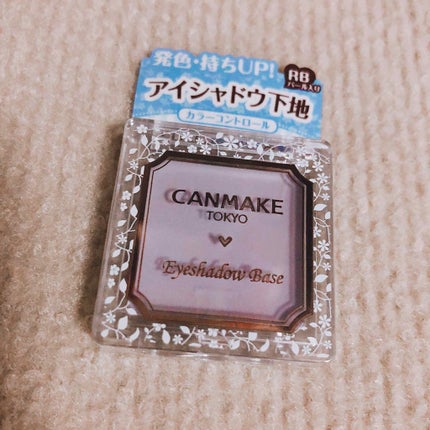 発色・持ちUP!
RB
パール入り
アイシャドウ下地
カラーコントロール
CANMAKE
TOKYO
Eyeshadow Base